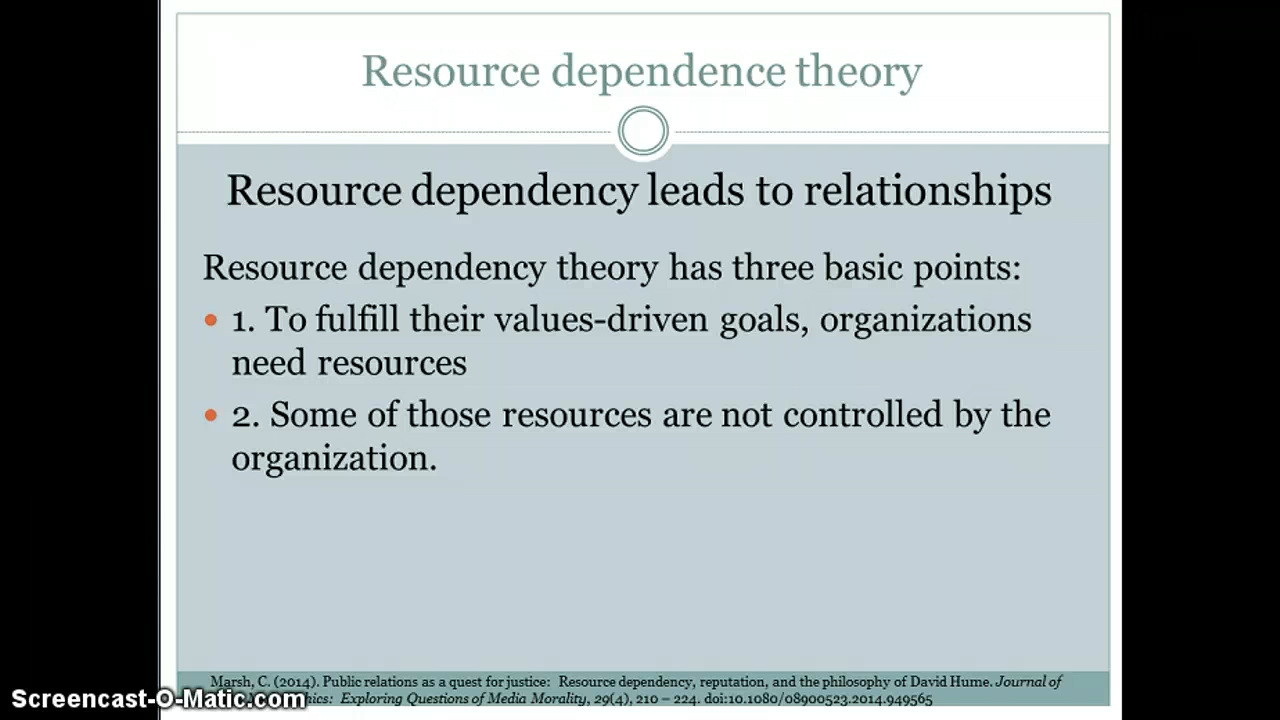 Resource dependence theory
Resource dependency leads to relationships
Resource dependency theory has three basic points:
1. To fulfill their values-driven goals, organizations
need resources
2. Some of those resources are not controlled by the
organization.
Marsh, C. (2014). Public relations as a quest for justice: Resource dependency, reputation, and the philosophy of David Hume. Journal of
: Exploring Questions of Media Morality, 29(4), 210 – 224. doi:10.1080/08900523.2014.949565
Screencast-O-Matic.com